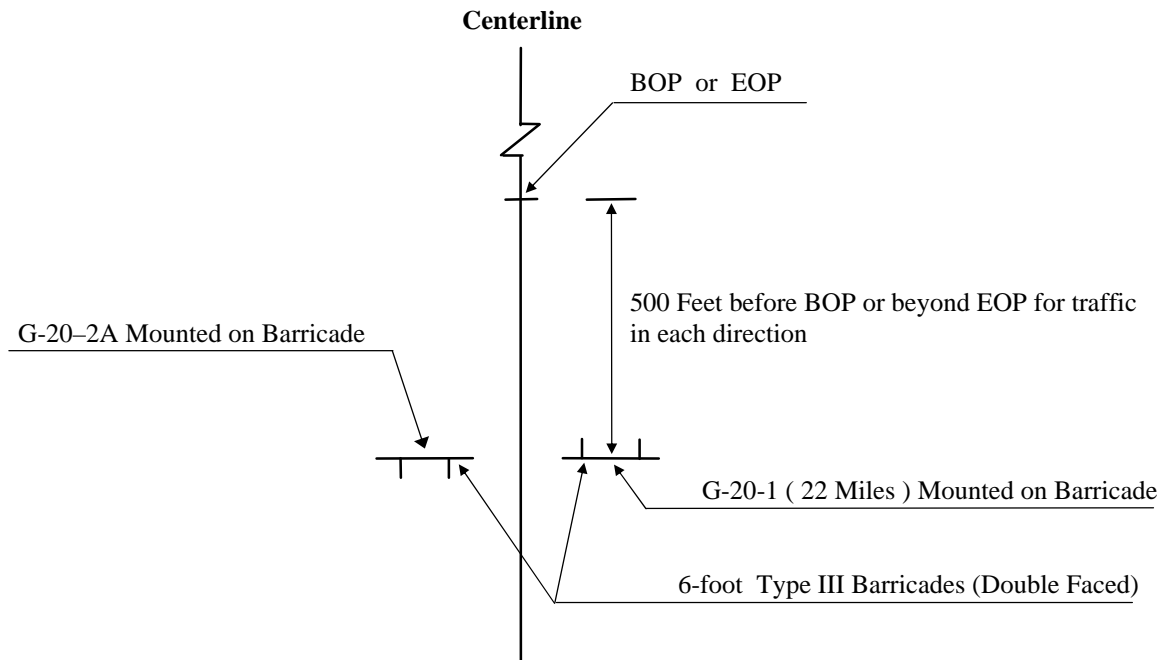 Centerline
BOP or EOP
500 Feet before BOP or beyond EOP for traffic
in each direction
G-20–2A Mounted on Barricade
G-20-1 ( 22 Miles ) Mounted on Barricade
6-foot Type III Barricades (Double Faced)